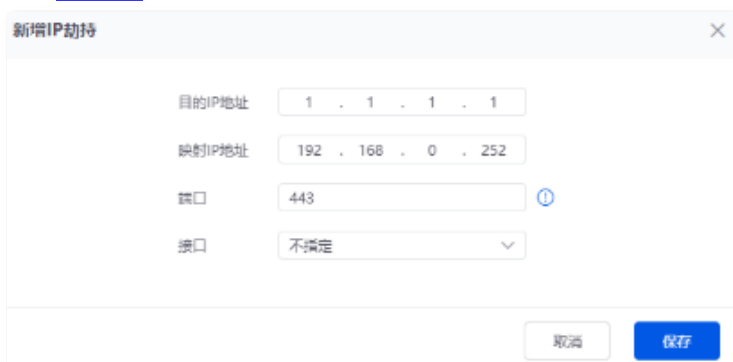 新增IP劫持
目的IP地址 1 . 1 . 1 . 1
映射IP地址 192 . 168 . 0 . 252
端口 443
接口 不指定
取消 保存